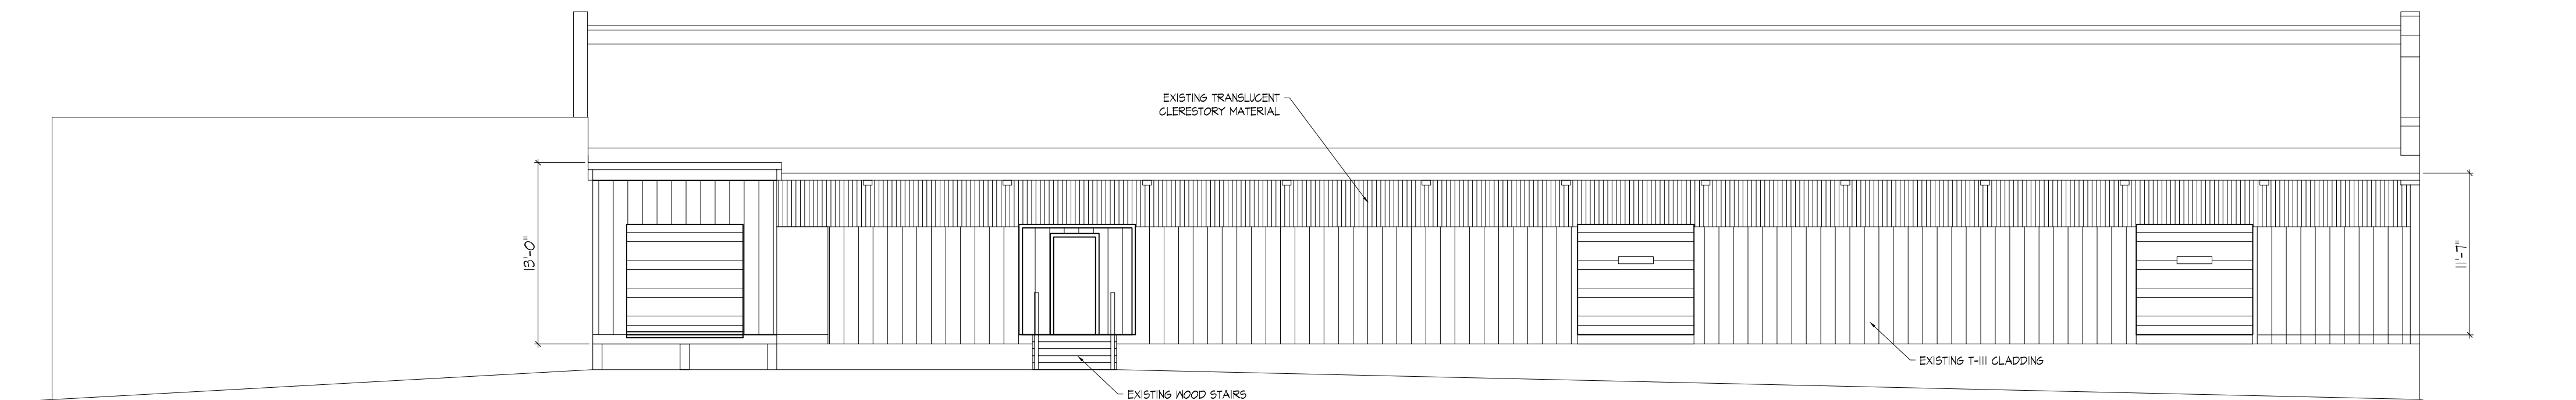 EXISTING TRANSLUCENT
CLERESTORY MATERIAL
13'-0"
11'-7"
EXISTING T-111 CLADDING
EXISTING WOOD STAIRS